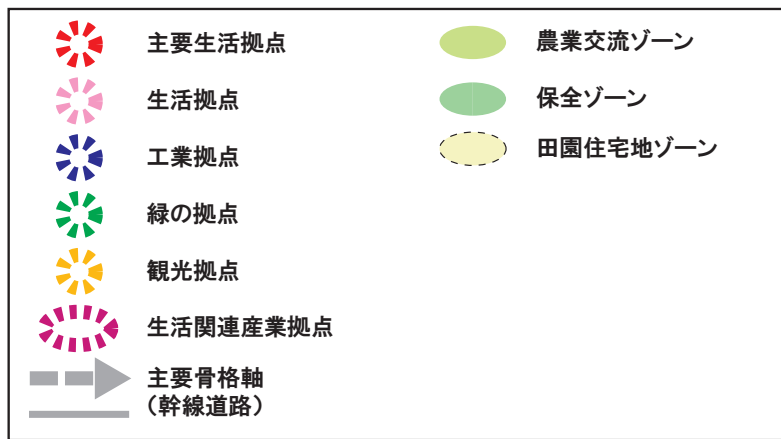 主要生活拠点
生活拠点
工業拠点
緑の拠点
観光拠点
生活関連産業拠点
主要骨格軸
（幹線道路）
農業交流ゾーン
保全ゾーン
田園住宅地ゾーン